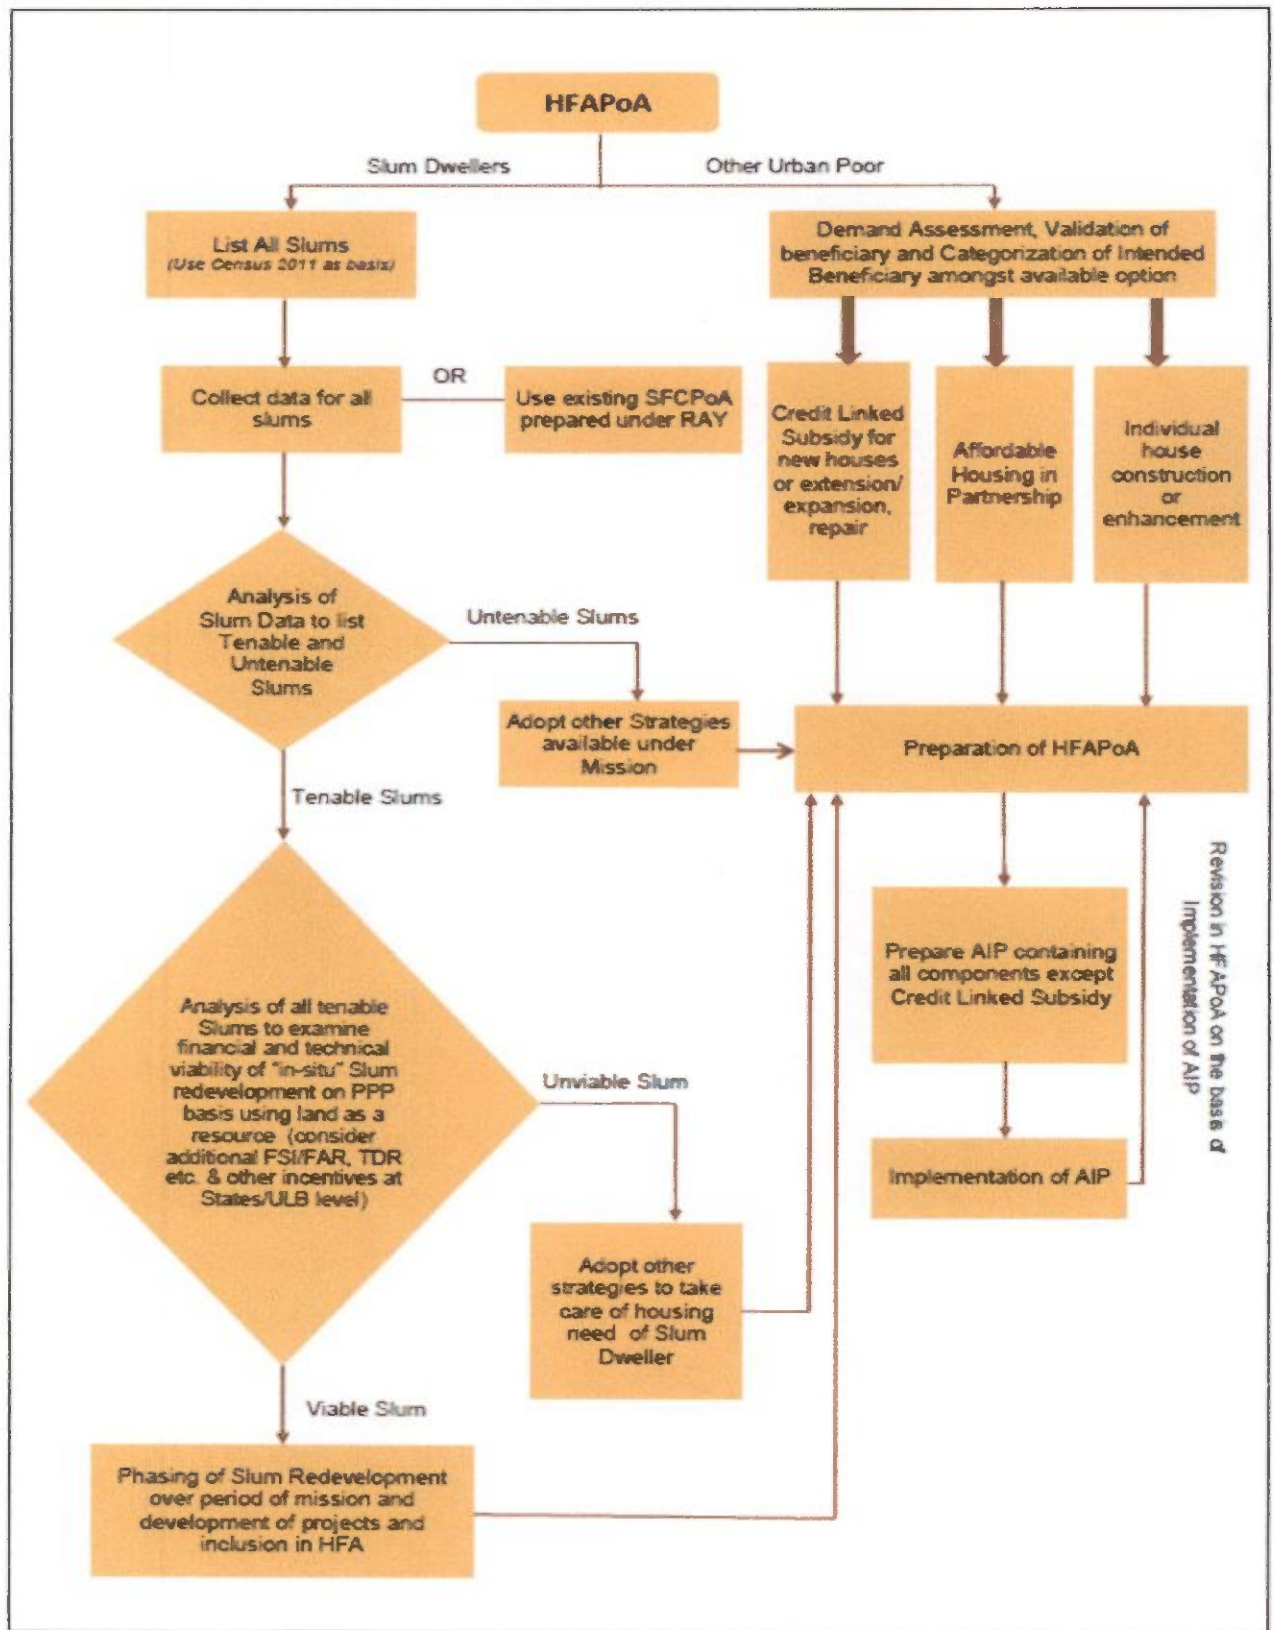 HFAPoA
Slum Dwellers
Other Urban Poor
List All Slums
(Use Census 2011 as basis)
Demand Assessment, Validation of
beneficiary and Categorization of Intended
Beneficiary amongst available option
Collect data for all
slums
OR
Use existing SFCPoA
prepared under RAY
Credit Linked
Subsidy for
new houses
or extension/
expansion,
repair
Affordable
Housing in
Partnership
Individual
house
construction
or
enhancement
Analysis of
Slum Data to list
Tenable and
Untenable
Slums
Untenable Slums
Adopt other Strategies
available under
Mission
Preparation of HFAPoA
Tenable Slums
Revision in HFAPoA on the basis of
Implementation of AIP
Prepare AIP containing
all components except
Credit Linked Subsidy
Analysis of all tenable
Slums to examine
financial and technical
viability of "in-situ" Slum
redevelopment on PPP
basis using land as a
resource (consider
additional FSI/FAR, TDR
etc. & other incentives at
States/ULB level)
Unviable Slum
Implementation of AIP
Adopt other
strategies to take
care of housing
need of Slum
Dweller
Viable Slum
Phasing of Slum Redevelopment
over period of mission and
development of projects and
inclusion in HFA